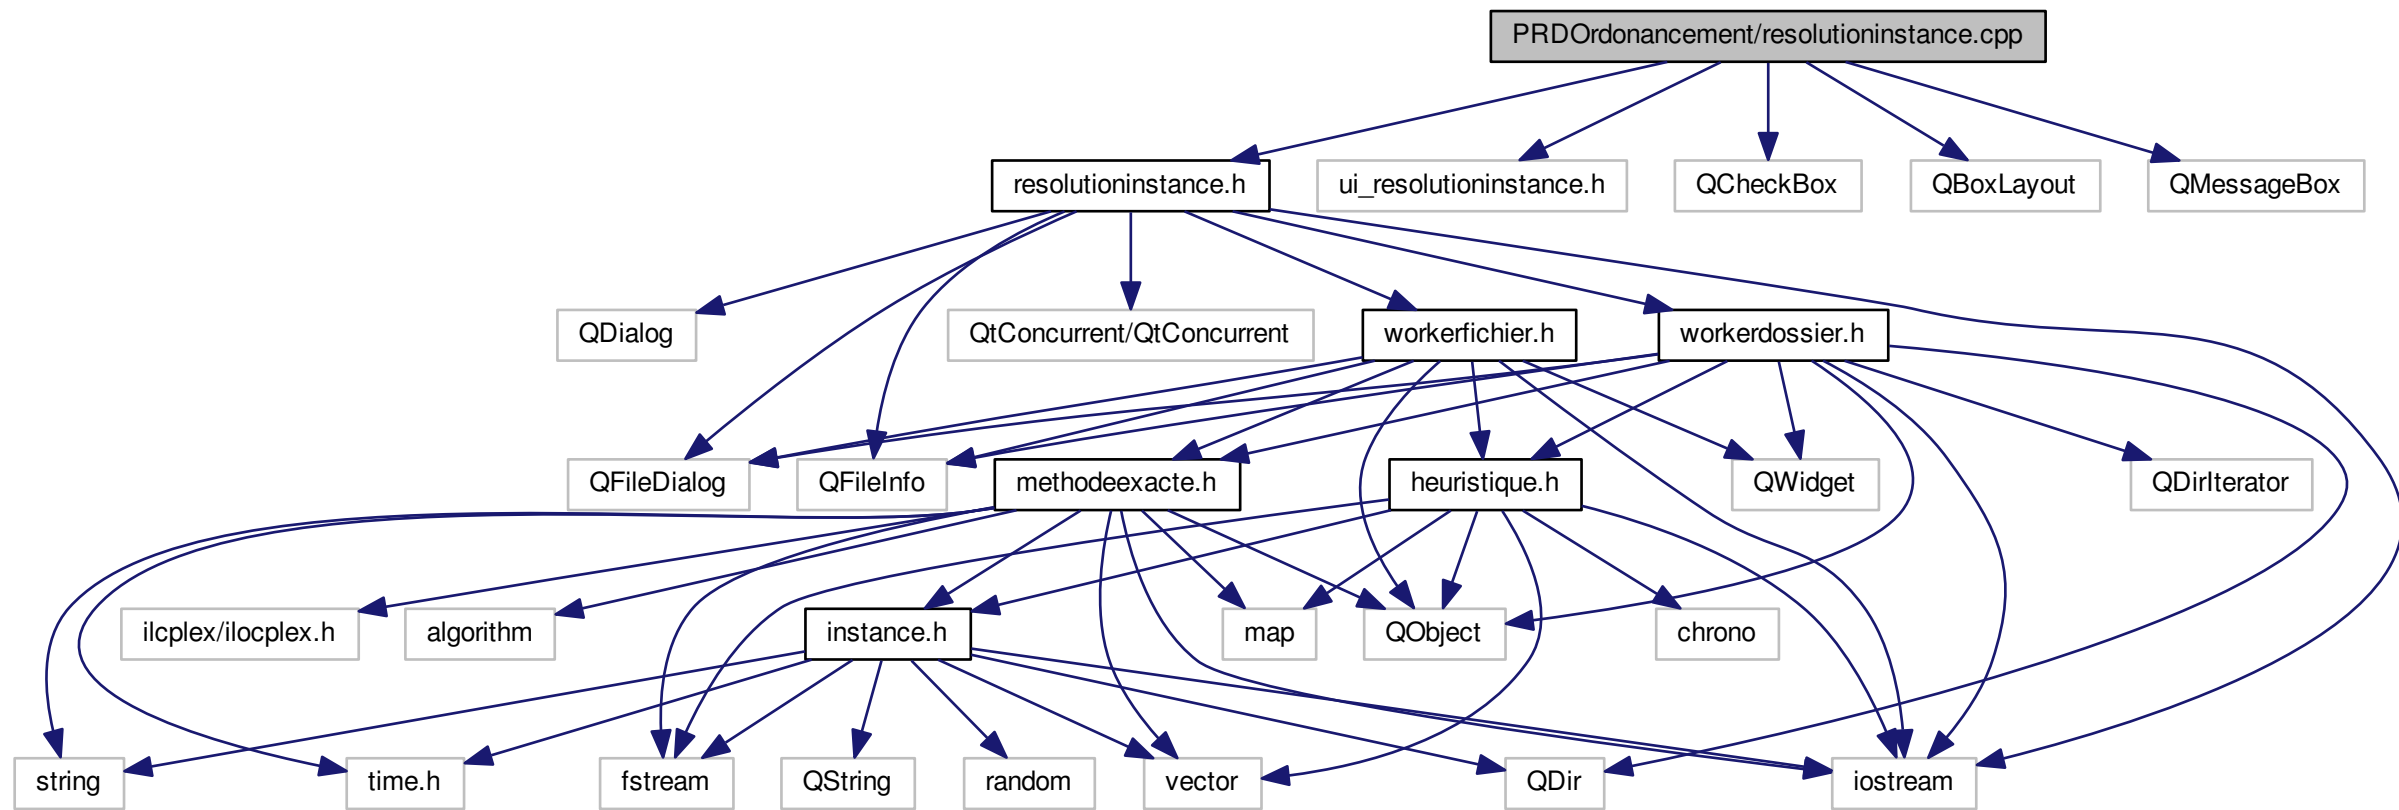 PRDOrdonancement/resolutioninstance.cpp
resolutioninstance.h
ui_resolutioninstance.h
QCheckBox
QBoxLayout
QMessageBox
QDialog
QtConcurrent/QtConcurrent
workerfichier.h
workerdossier.h
QFileDialog
QFileInfo
methodeexacte.h
heuristique.h
QWidget
QDirIterator
ilcplex/ilocplex.h
algorithm
instance.h
map
QObject
chrono
string
time.h
fstream
QString
random
vector
QDir
iostream